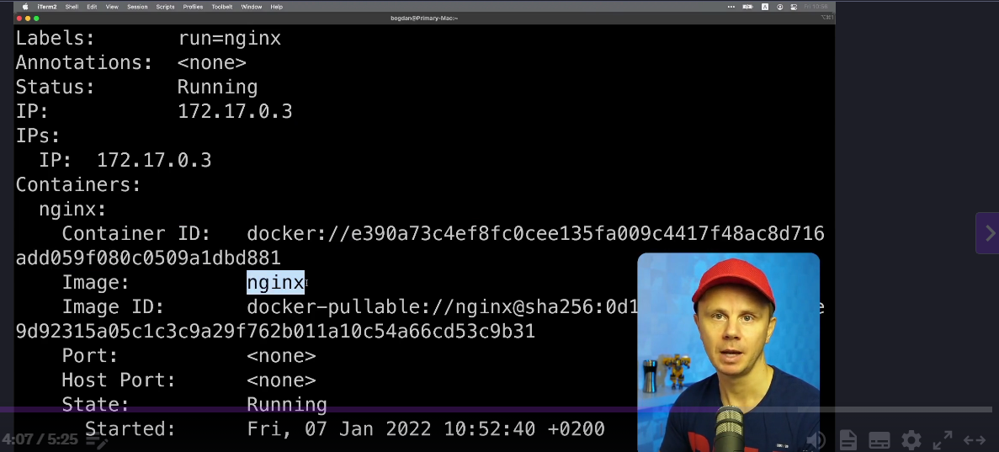 iTerm2 Shell Edit View Session Scripts Profiles Toolbelt Window Help
Fri 10:56
bogdan@Primary-Mac:~
Labels: run=nginx
Annotations: <none>
Status: Running
IP: 172.17.0.3
IPs:
IP: 172.17.0.3
Containers:
nginx:
Container ID: docker://e390a73c4ef8fc0cee135fa009c4417f48ac8d716
add059f080c0509a1dbd881
Image: nginx
Image ID: docker-pullable://nginx@sha256:0d1
9d92315a05c1c3c9a29f762b011a10c54a66cd53c9b31
Port: <none>
Host Port: <none>
State: Running
Started: Fri, 07 Jan 2022 10:52:40 +0200
4:07 / 5:25